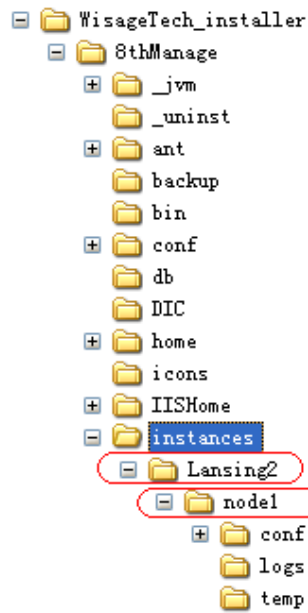 WisageTech_installer
8thManage
_jvm
_uninst
ant
backup
bin
conf
db
DIC
home
icons
IISHome
instances
Lansing2
node1
conf
logs
temp